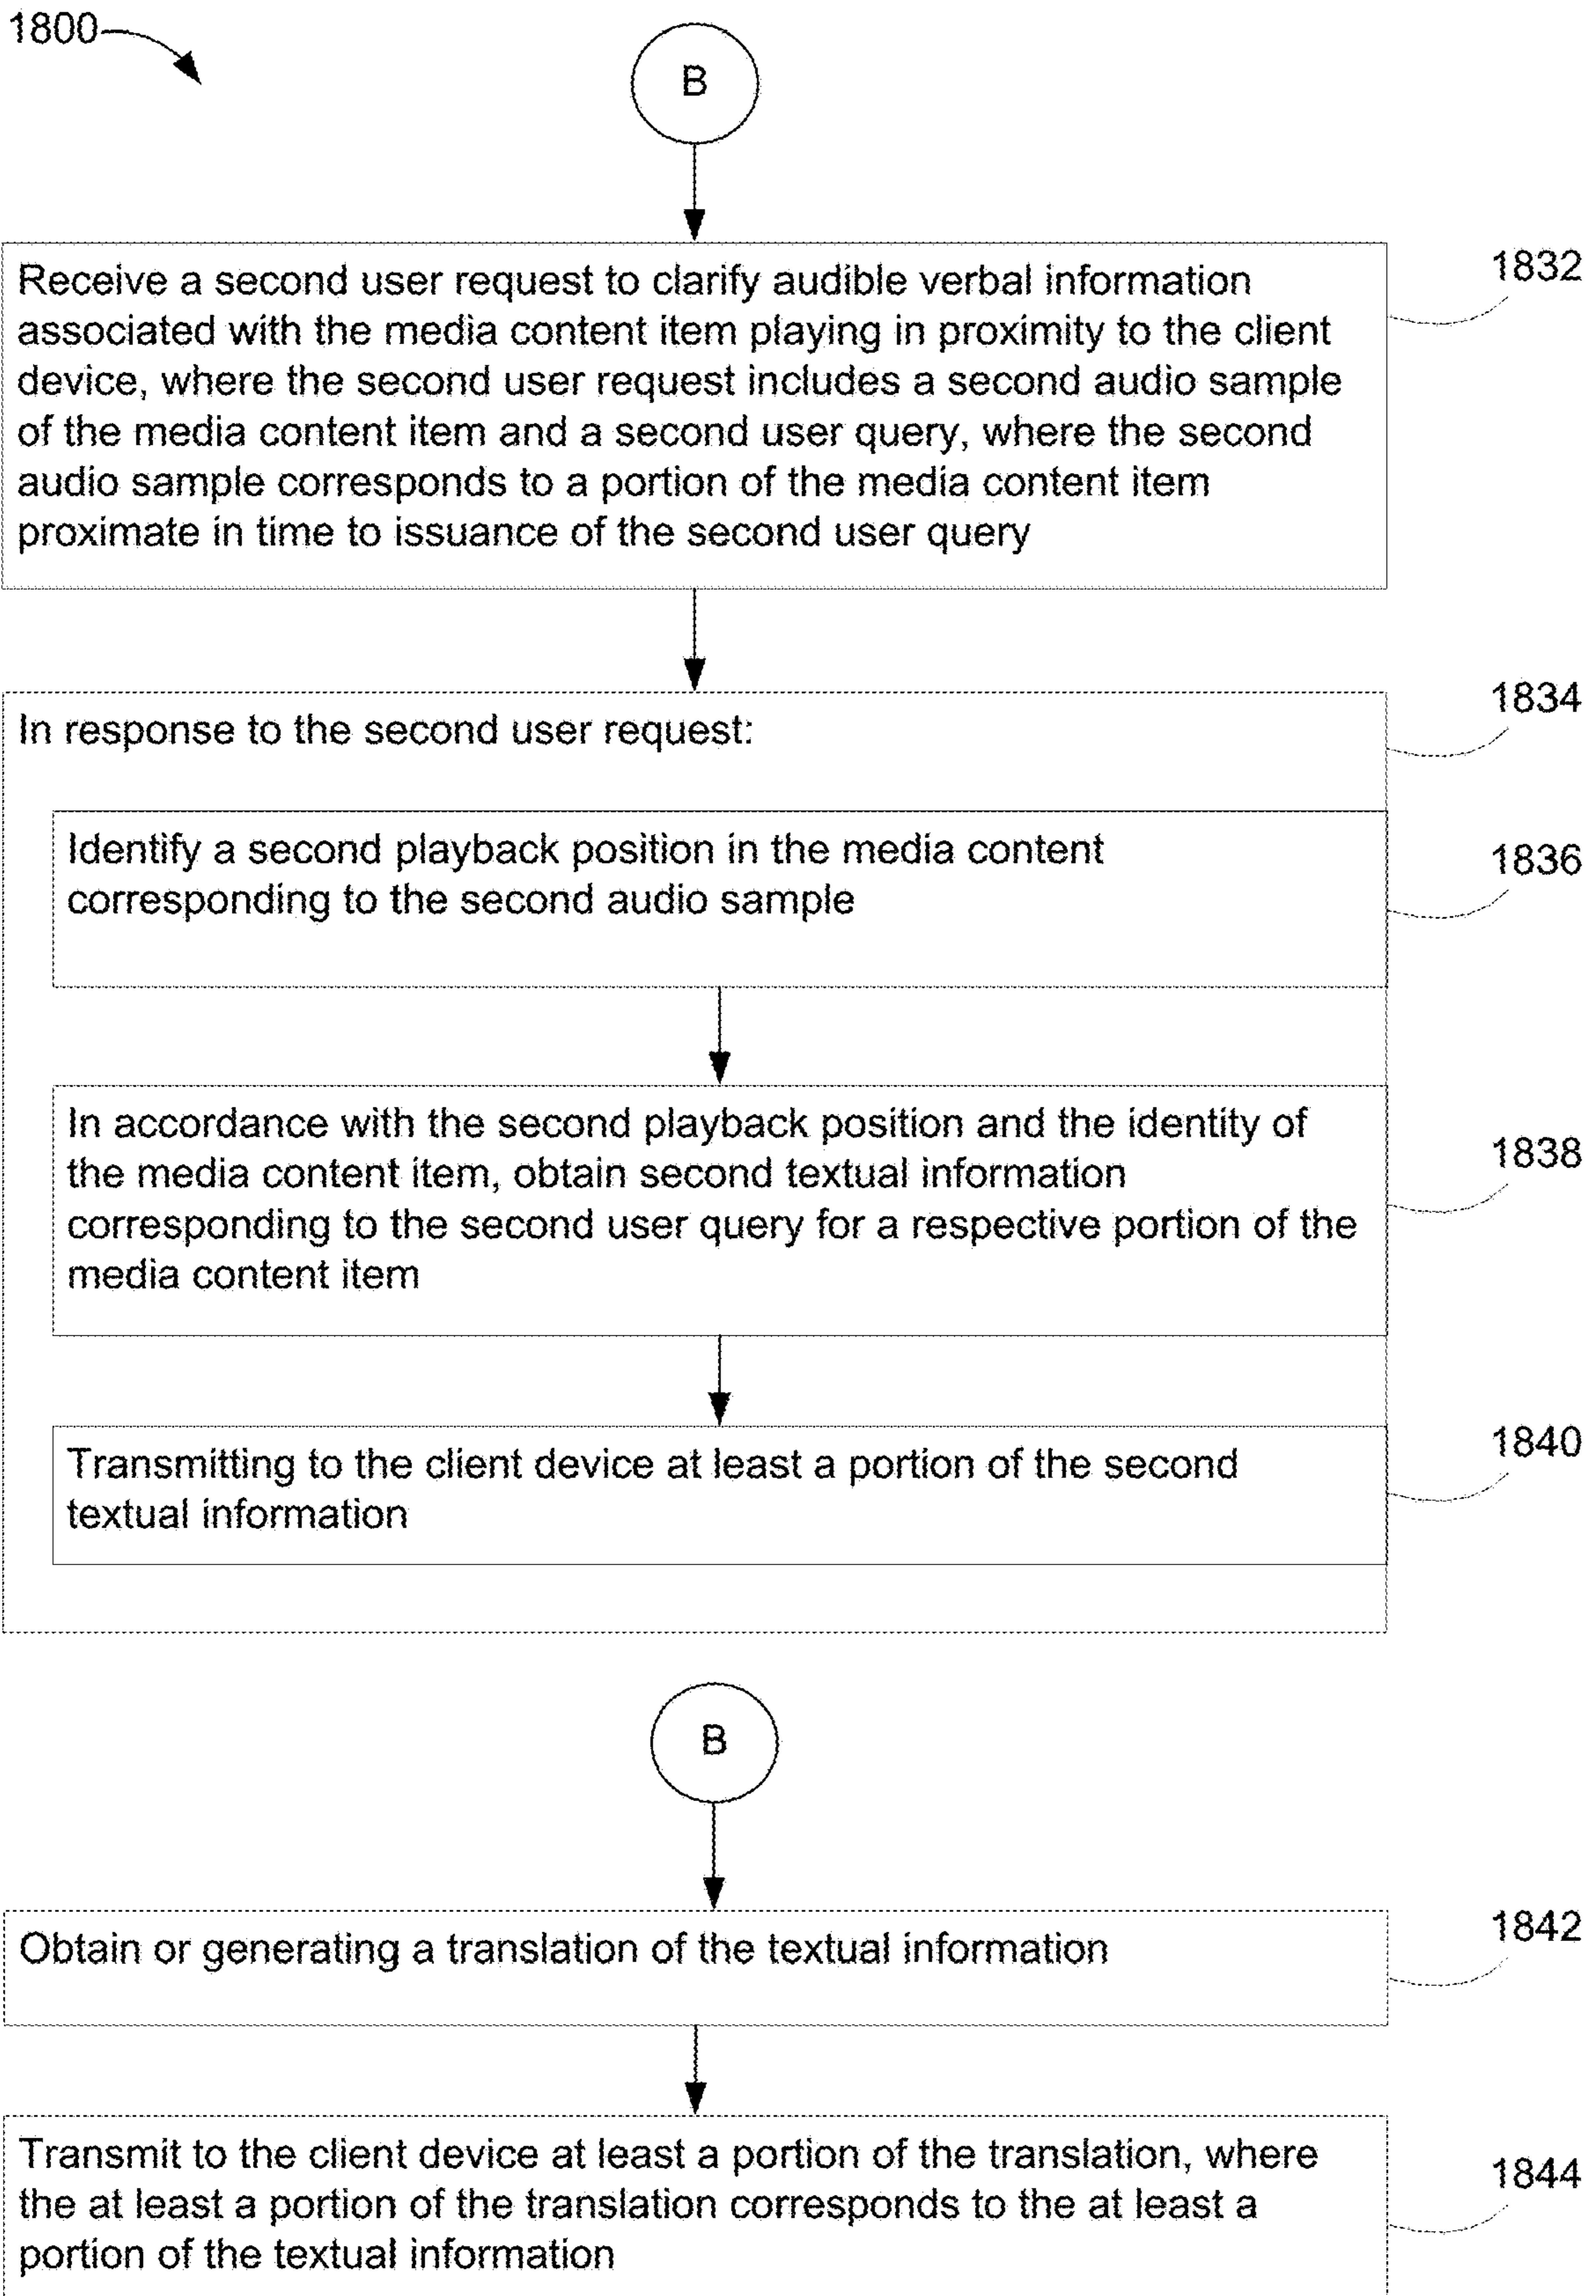 1800
B
Receive a second user request to clarify audible verbal information
associated with the media content item playing in proximity to the client
device, where the second user request includes a second audio sample
of the media content item and a second user query, where the second
audio sample corresponds to a portion of the media content item
proximate in time to issuance of the second user query
1832
In response to the second user request:
1834
Identify a second playback position in the media content
corresponding to the second audio sample
1836
In accordance with the second playback position and the identity of
the media content item, obtain second textual information
corresponding to the second user query for a respective portion of the
media content item
1838
Transmitting to the client device at least a portion of the second
textual information
1840
B
Obtain or generating a translation of the textual information
1842
Transmit to the client device at least a portion of the translation, where
the at least a portion of the translation corresponds to the at least a
portion of the textual information
1844